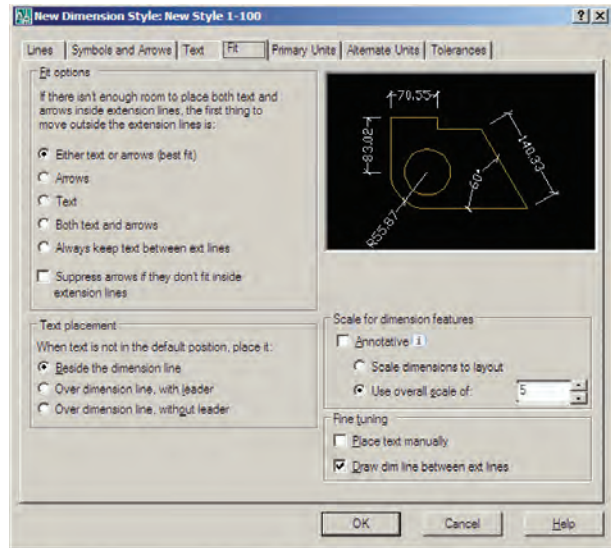 New Dimension Style: New Style 1-100
Lines
Symbols and Arrows
Text
Fit
Primary Units
Alternate Units
Tolerances
Fit options
If there isn't enough room to place both text and
arrows inside extension lines, the first thing to
move outside the extension lines is:
Either text or arrows (best fit)
Arrows
Text
Both text and arrows
Always keep text between ext lines
Suppress arrows if they don't fit inside
extension lines
Text placement
When text is not in the default position, place it:
Beside the dimension line
Over dimension line, with leader
Over dimension line, without leader
70.55
83.02
140.33
60°
R55.87
Scale for dimension features
Annotative
Scale dimensions to layout
Use overall scale of:
5
Fine tuning
Place text manually
Draw dim line between ext lines
OK
Cancel
Help